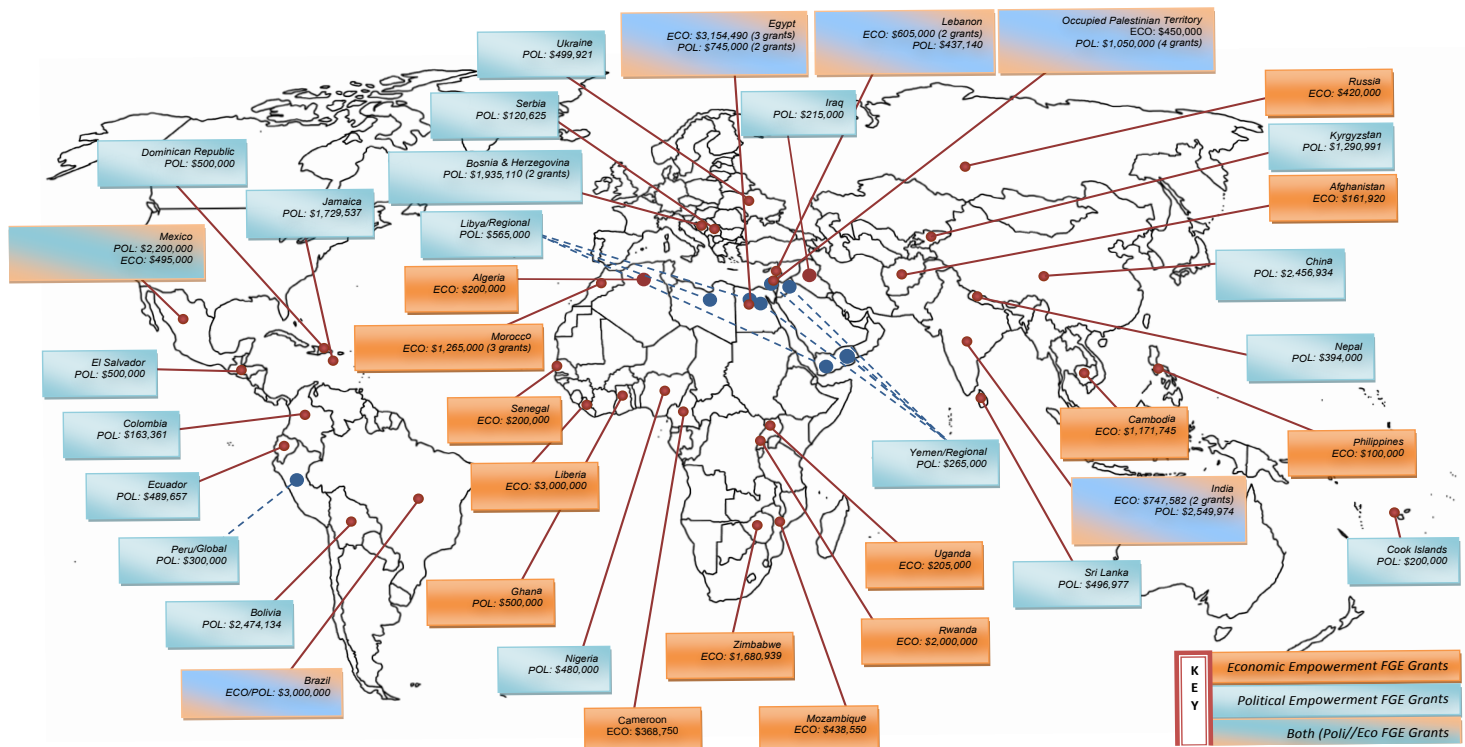 Egypt
ECO: $3,154,490 (3 grants)
POL: $745,000 (2 grants)
Lebanon
ECO: $605,000 (2 grants)
POL: $437,140
Occupied Palestinian Territory
ECO: $450,000
POL: $1,050,000 (4 grants)
Ukraine
POL: $499,921
Russia
ECO: $420,000
Serbia
POL: $120,625
Iraq
POL: $215,000
Kyrgyzstan
POL: $1,290,991
Dominican Republic
POL: $500,000
Bosnia & Herzegovina
POL: $1,935,110 (2 grants)
Afghanistan
ECO: $161,920
Jamaica
POL: $1,729,537
Libya/Regional
POL: $565,000
Mexico
POL: $2,200,000
ECO: $495,000
China
POL: $2,456,934
Algeria
ECO: $200,000
Morocco
ECO: $1,265,000 (3 grants)
Nepal
POL: $394,000
El Salvador
POL: $500,000
Senegal
ECO: $200,000
Cambodia
ECO: $1,171,745
Colombia
POL: $163,361
Philippines
ECO: $100,000
Yemen/Regional
POL: $265,000
Liberia
ECO: $3,000,000
Ecuador
POL: $489,657
India
ECO: $747,582 (2 grants)
POL: $2,549,974
Peru/Global
POL: $300,000
Uganda
ECO: $205,000
Cook Islands
POL: $200,000
Sri Lanka
POL: $496,977
Ghana
POL: $500,000
Bolivia
POL: $2,474,134
Rwanda
ECO: $2,000,000
Zimbabwe
ECO: $1,680,939
Nigeria
POL: $480,000
Brazil
ECO/POL: $3,000,000
Cameroon
ECO: $368,750
Mozambique
ECO: $438,550
KEY
Economic Empowerment FGE Grants
Political Empowerment FGE Grants
Both (Poli//Eco FGE Grants